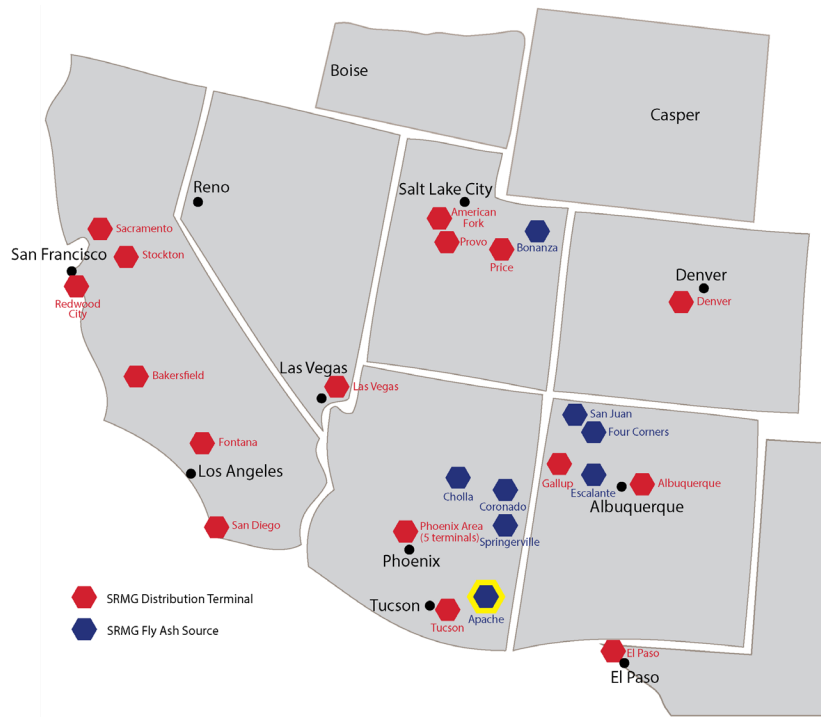 Boise
Casper
Reno
Salt Lake City
American
Fork
Provo
Price
Bonanza
Sacramento
Stockton
San Francisco
Redwood
City
Denver
Denver
Bakersfield
Las Vegas
Las Vegas
Fontana
Los Angeles
San Diego
San Juan
Four Corners
Gallup
Escalante
Albuquerque
Albuquerque
Cholla
Coronado
Phoenix Area
(5 terminals)
Springerville
Phoenix
Tucson
Tucson
Apache
El Paso
El Paso
SRMG Distribution Terminal
SRMG Fly Ash Source